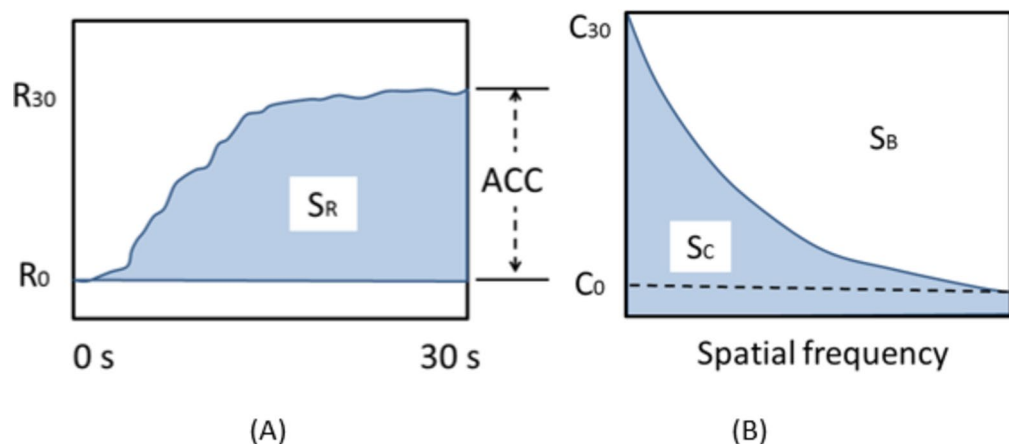 R30
R0
SR
ACC
0 s
30 s
(A)
C30
C0
SB
SC
Spatial frequency
(B)